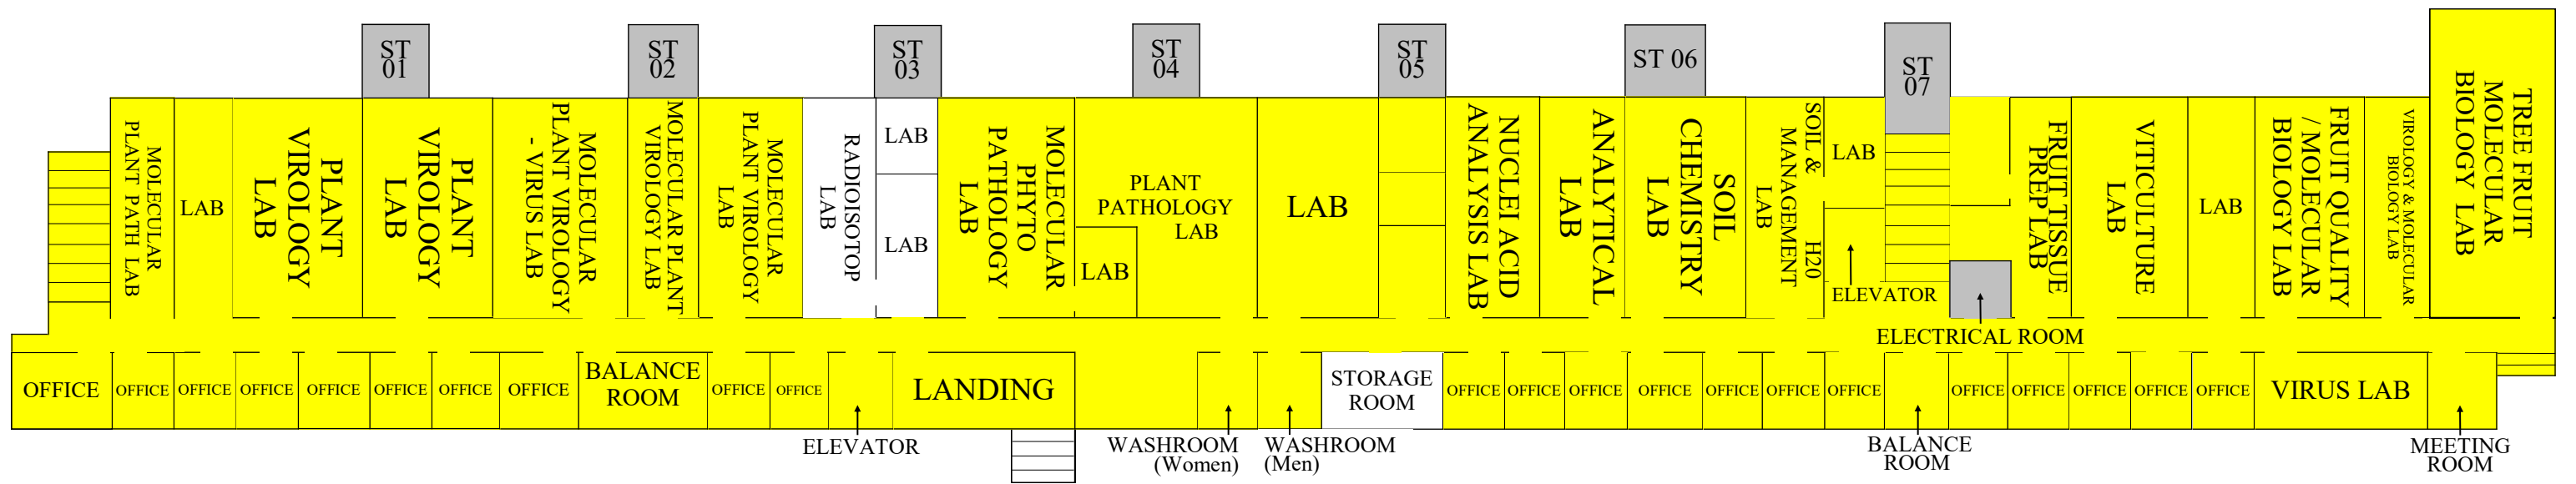 ST
01
ST
02
ST
03
ST
04
ST
05
ST 06
ST
07
MOLECULAR
PLANT PATH LAB
LAB
PLANT
VIROLOGY
LAB
PLANT
VIROLOGY
LAB
MOLECULAR
PLANT VIROLOGY
- VIRUS LAB
MOLECULAR PLANT
VIROLOGY LAB
MOLECULAR
PLANT VIROLOGY
LAB
RADIOISOTOP
LAB
LAB
LAB
MOLECULAR
PHYTO
PATHOLOGY
LAB
PLANT
PATHOLOGY
LAB
LAB
LAB
NUCLEI ACID
ANALYSIS LAB
ANALYTICAL
LAB
SOIL
CHEMISTRY
LAB
SOIL & H20
MANAGEMENT
LAB
LAB
ELEVATOR
ELECTRICAL ROOM
FRUIT TISSUE
PREP LAB
VITICULTURE
LAB
LAB
FRUIT QUALITY
/ MOLECULAR
BIOLOGY LAB
VIROLOGY & MOLECULAR
BIOLOGY LAB
TREE FRUIT
MOLECULAR
BIOLOGY LAB
OFFICE
OFFICE
OFFICE
OFFICE
OFFICE
OFFICE
OFFICE
OFFICE
BALANCE
ROOM
OFFICE
OFFICE
ELEVATOR
LANDING
WASHROOM
(Women)
WASHROOM
(Men)
STORAGE
ROOM
OFFICE
OFFICE
OFFICE
OFFICE
OFFICE
OFFICE
OFFICE
BALANCE
ROOM
OFFICE
OFFICE
OFFICE
OFFICE
OFFICE
VIRUS LAB
MEETING
ROOM